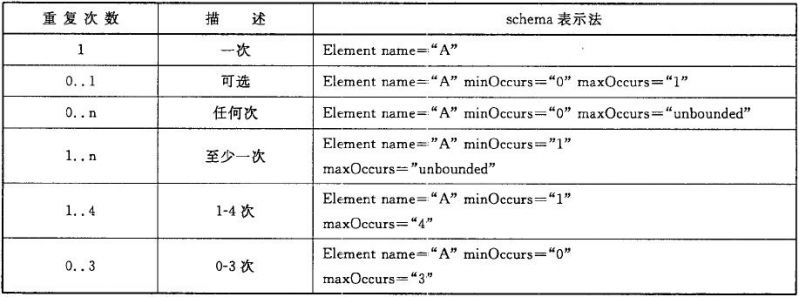 重复次数 描述 schema 表示法
1 一次 Element name="A"
0..1 可选 Element name="A" minOccurs="0" maxOccurs="1"
0..n 任何次 Element name="A" minOccurs="0" maxOccurs="unbounded"
1..n 至少一次 Element name="A" minOccurs="1"
maxOccurs="unbounded"
1..4 1-4 次 Element name="A" minOccurs="1"
maxOccurs="4"
0..3 0-3 次 Element name="A" minOccurs="0"
maxOccurs="3"